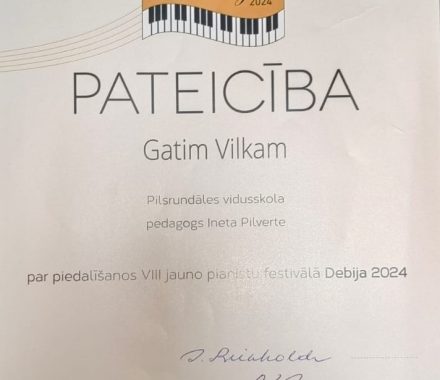 2024
PATEICĪBA
Gatim Vilkam
Pilsrundāles vidusskola
pedagogs Ineta Pilverte
par piedalīšanos VIII jauno pianistu festivālā Debija 2024